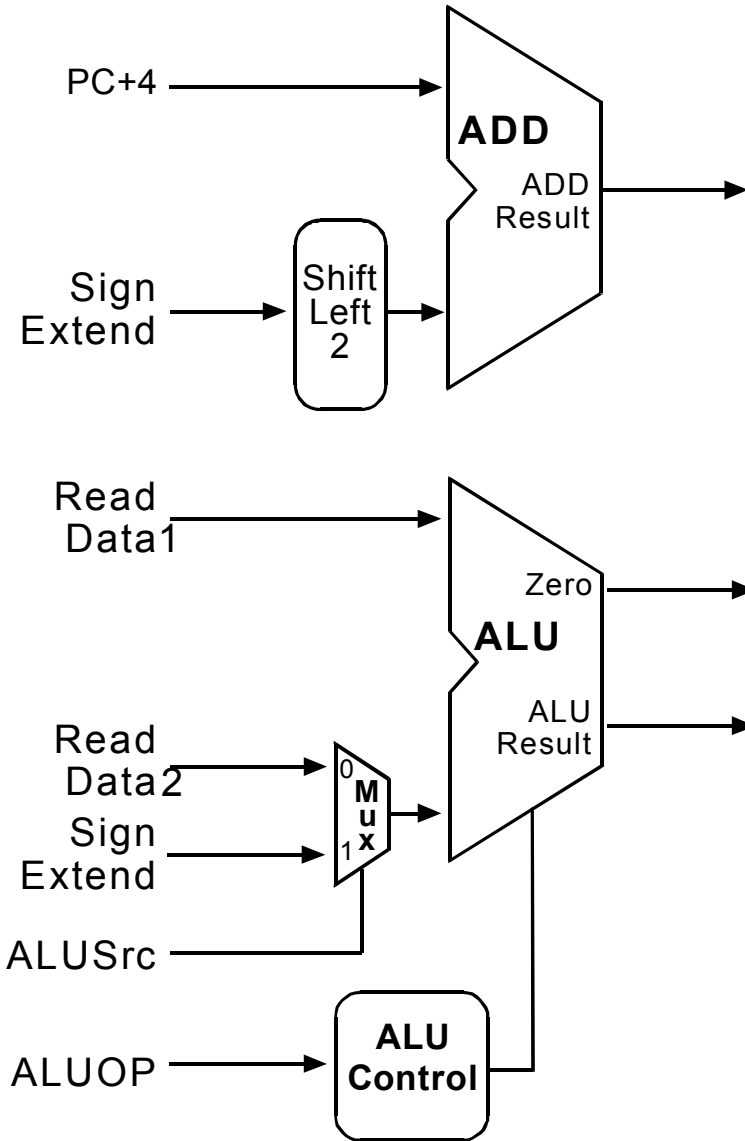 PC+4
ADD
ADD
Result
Sign
Extend
Shift
Left
2
Read
Data1
Zero
ALU
ALU
Result
Read
Data2
0
Mux
1
Sign
Extend
ALUSrc
ALUOP
ALU
Control